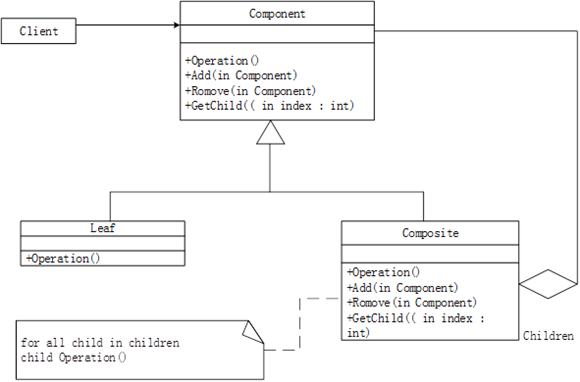 Client
Component
+Operation()
+Add(in Component)
+Romove(in Component)
+GetChild(( in index : int)
Leaf
+Operation()
Composite
+Operation()
+Add(in Component)
+Romove(in Component)
+GetChild(( in index :
int)
Children
for all child in children
child Operation()